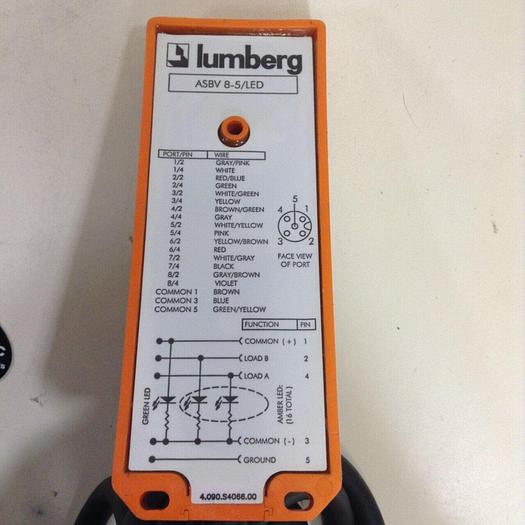 lumberg
ASBV 8-5/LED
PORT/PIN WIRE
1/2 GRAY/PINK
1/4 WHITE
2/2 RED/BLUE
2/4 GREEN
3/2 WHITE/GREEN
3/4 YELLOW
4/2 BROWN/GREEN
4/4 GRAY
5/2 WHITE/YELLOW
5/4 PINK
6/2 YELLOW/BROWN
6/4 RED
7/2 WHITE/GRAY
7/4 BLACK
8/2 GRAY/BROWN
8/4 VIOLET
COMMON 1 BROWN
COMMON 3 BLUE
COMMON 5 GREEN/YELLOW
5
4 1
3 2
FACE VIEW
OF PORT
FUNCTION PIN
COMMON (+) 1
LOAD B 2
LOAD A 4
GREEN LED
AMBER LED:
(16 TOTAL)
COMMON (-) 3
GROUND 5
4.090.S4066.00